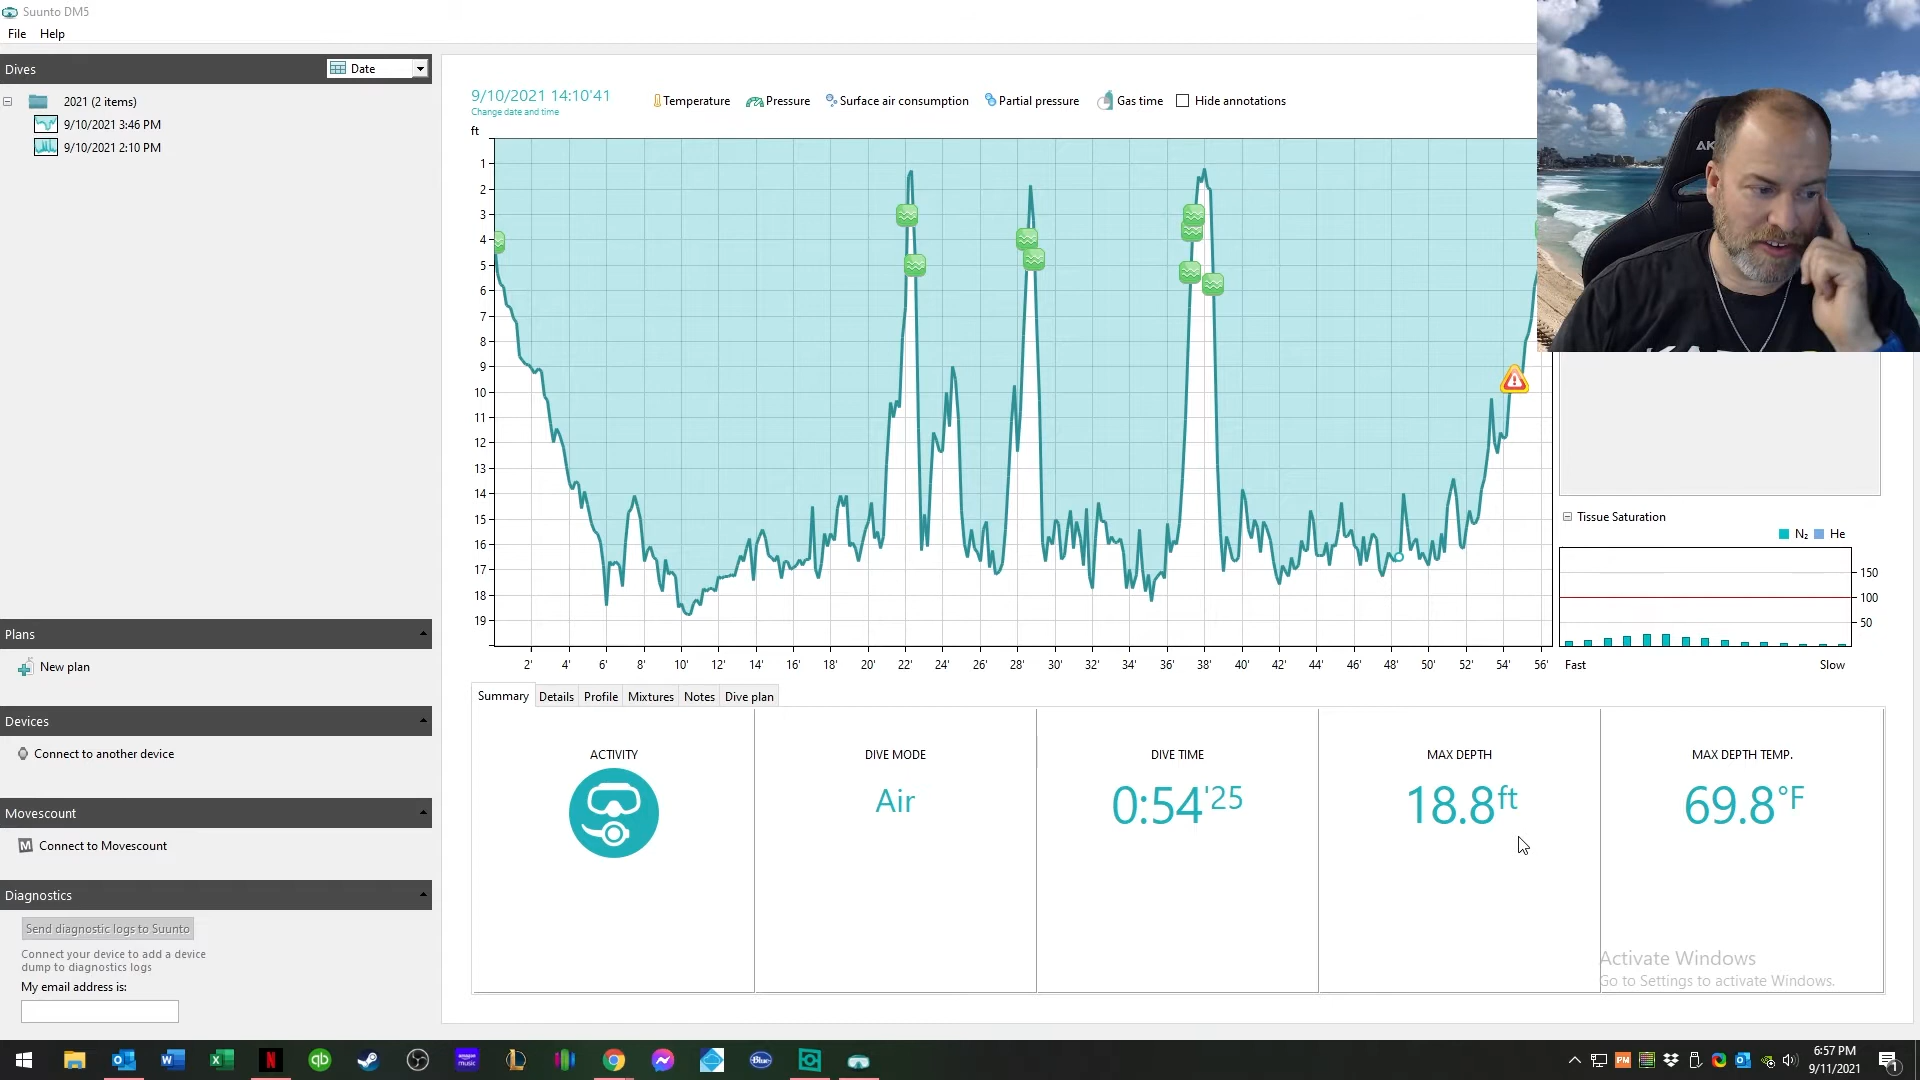 Suunto DM5
File Help
Dives Date
2021 (2 items)
9/10/2021 3:46 PM
9/10/2021 2:10 PM
Plans
New plan
Devices
Connect to another device
Movescount
M Connect to Movescount
Diagnostics
Send diagnostic logs to Suunto
Connect your device to add a device
dump to diagnostics logs
My email address is:
9/10/2021 14:10'41
Change date and time
Temperature Pressure Surface air consumption Partial pressure Gas time Hide annotations
ft
1
2
3
4
5
6
7
8
9
10
11
12
13
14
15
16
17
18
19
2' 4' 6' 8' 10' 12' 14' 16' 18' 20' 22' 24' 26' 28' 30' 32' 34' 36' 38' 40' 42' 44' 46' 48' 50' 52' 54' 56'
Tissue Saturation
N₂ He
150
100
50
Fast Slow
Summary Details Profile Mixtures Notes Dive plan
ACTIVITY
DIVE MODE
Air
DIVE TIME
0:54'25
MAX DEPTH
18.8ft
MAX DEPTH TEMP.
69.8°F
Activate Windows
Go to Settings to activate Windows.
6:57 PM
9/11/2021